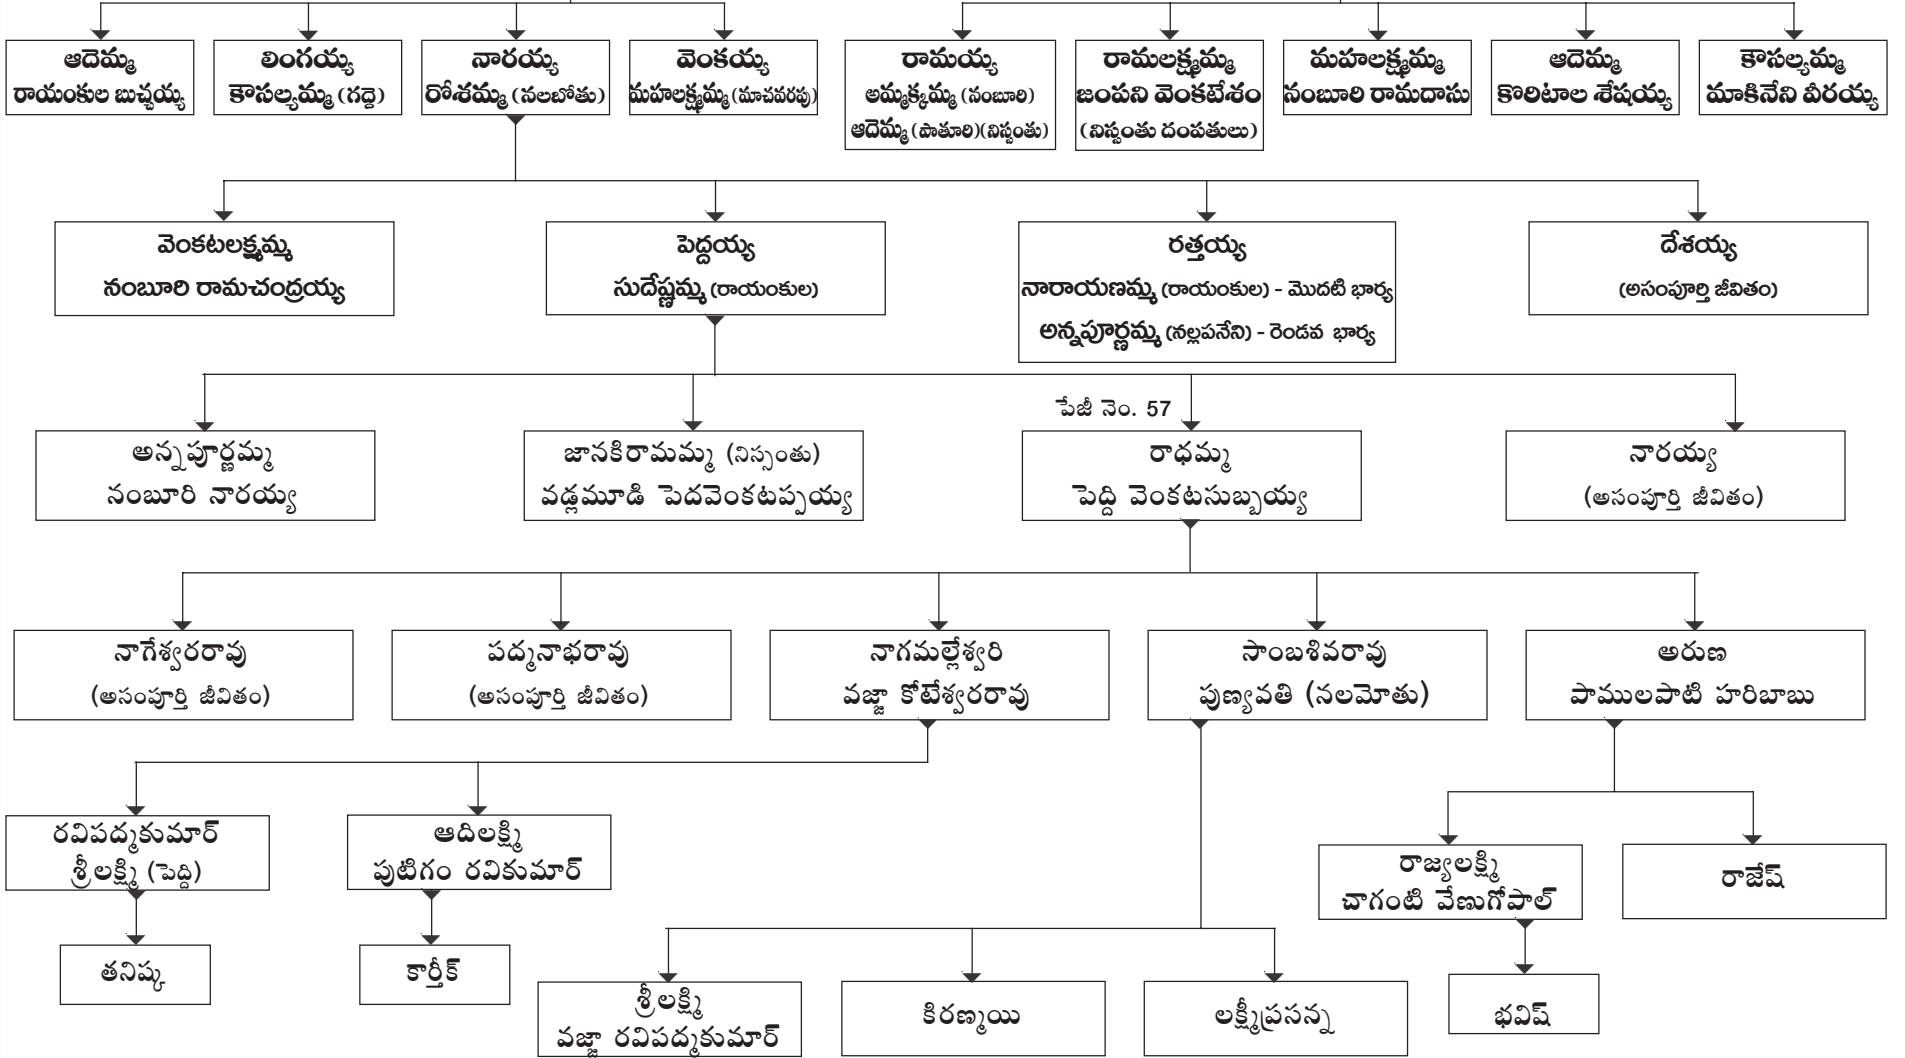 ఆదెమ్మ
రాయంకుల బుచ్చయ్య
లింగయ్య
కౌసల్యమ్మ (గద్దె)
నారయ్య
రోశమ్మ (నలబోతు)
వెంకయ్య
మహలక్ష్మమ్మ (మాచవరపు)
రామయ్య
అమ్మక్కమ్మ (నంబూరి)
ఆదెమ్మ (పాతూరి)(నిస్సంతు)
రామలక్ష్మమ్మ
జంపని వెంకటేశం
(నిస్సంతు దంపతులు)
మహలక్ష్మమ్మ
నంబూరి రామదాసు
ఆదెమ్మ
కొరిటాల శేషయ్య
కౌసల్యమ్మ
మాకినేని వీరయ్య
వెంకటలక్ష్మమ్మ
నంబూరి రామచంద్రయ్య
పెద్దయ్య
సుదేష్ణమ్మ (రాయంకుల)
రత్తయ్య
నారాయణమ్మ (రాయంకుల) - మొదటి భార్య
అన్నపూర్ణమ్మ (నల్లపనేని) - రెండవ భార్య
దేశయ్య
(అసంపూర్తి జీవితం)
పేజీ నెం. 57
అన్నపూర్ణమ్మ
నంబూరి నారయ్య
జానకిరామమ్మ (నిస్సంతు)
వడ్లమూడి పెదవెంకటప్పయ్య
రాధమ్మ
పెద్ది వెంకటసుబ్బయ్య
నారయ్య
(అసంపూర్తి జీవితం)
నాగేశ్వరరావు
(అసంపూర్తి జీవితం)
పద్మనాభరావు
(అసంపూర్తి జీవితం)
నాగమల్లేశ్వరి
వజ్జా కోటేశ్వరరావు
సాంబశివరావు
పుణ్యవతి (నలమోతు)
అరుణ
పాములపాటి హరిబాబు
రవిపద్మకుమార్
శ్రీలక్ష్మి (పెద్ది)
ఆదిలక్ష్మి
పుటిగం రవికుమార్
రాజ్యలక్ష్మి
చాగంటి వేణుగోపాల్
రాజేష్
తనిష్క
కార్తీక్
శ్రీలక్ష్మి
వజ్జా రవిపద్మకుమార్
కిరణ్మయి
లక్ష్మీప్రసన్న
భవిష్